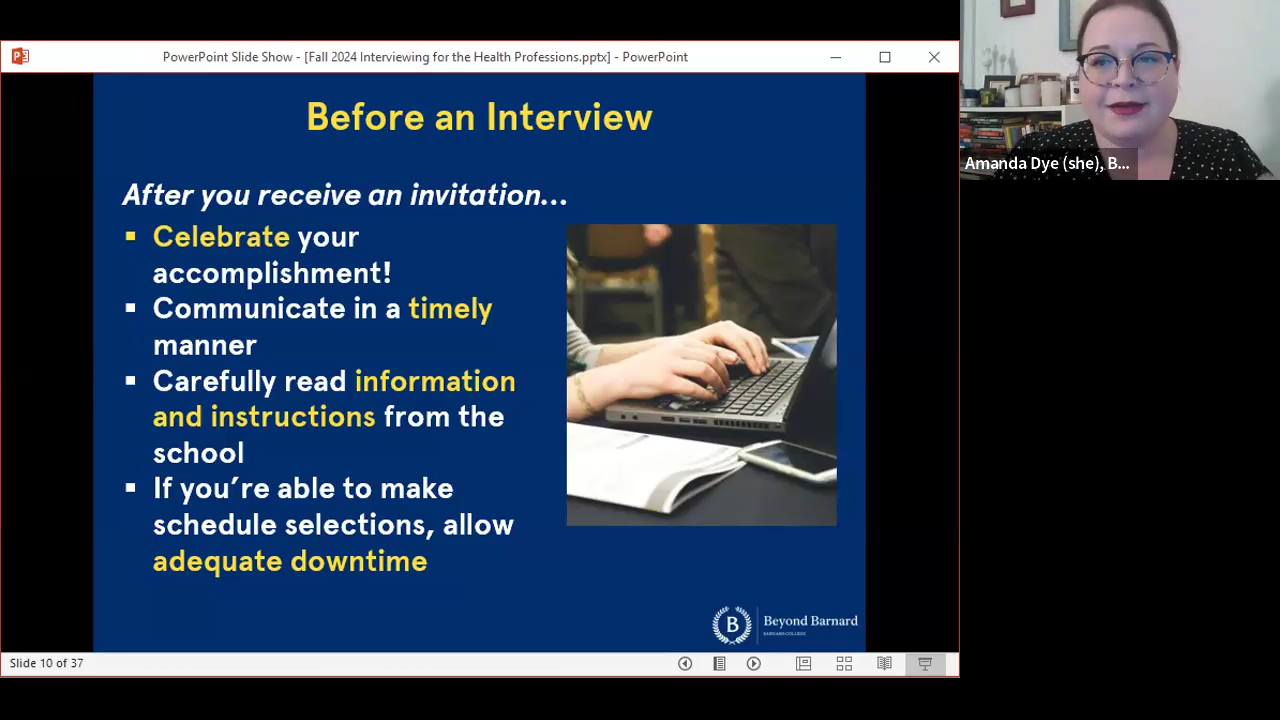 PowerPoint Slide Show - [Fall 2024 Interviewing for the Health Professions.pptx] - PowerPoint
Before an Interview
After you receive an invitation...
Celebrate your
accomplishment!
Communicate in a timely
manner
Carefully read information
and instructions from the
school
If you’re able to make
schedule selections, allow
adequate downtime
B
Beyond Barnard
BARNARD COLLEGE
Slide 10 of 37
Amanda Dye (she), B...